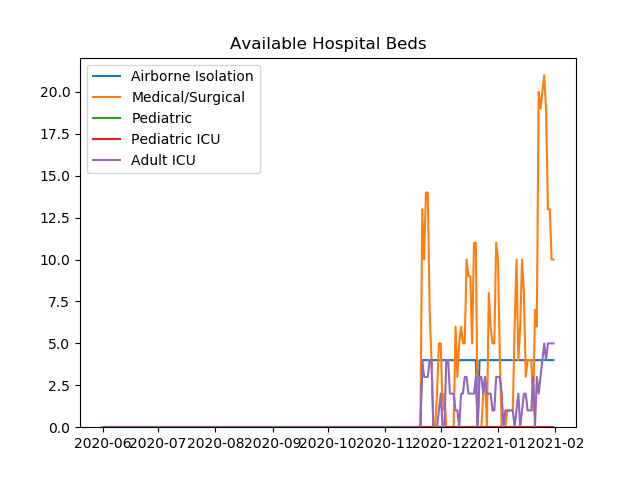 Available Hospital Beds
Airborne Isolation
Medical/Surgical
Pediatric
Pediatric ICU
Adult ICU
20.0
17.5
15.0
12.5
10.0
7.5
5.0
2.5
0.0
2020-06 2020-07 2020-08 2020-09 2020-10 2020-11 2020-12 2021-01 2021-02